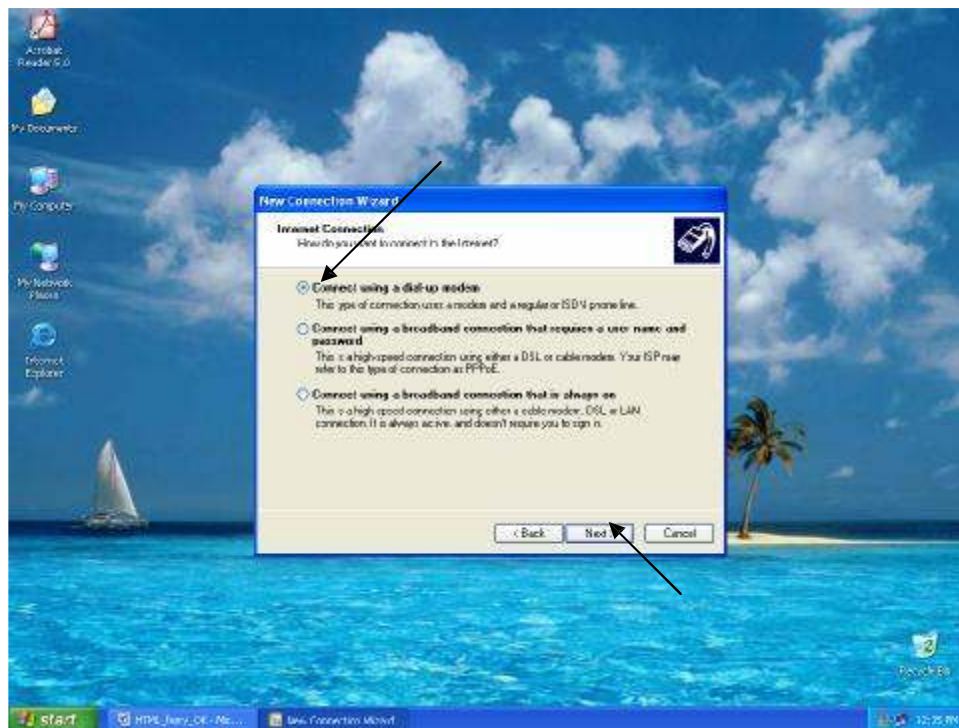 Acrobat
Reader 5.0
My Documents
My Computer
My Network
Places
Internet
Explorer
New Connection Wizard
Internet Connection
How do you want to connect to the Internet?
Connect using a dial-up modem
This type of connection uses a modem and a regular or ISDN phone line.
Connect using a broadband connection that requires a user name and
password
This is a high-speed connection using either a DSL or cable modem. Your ISP may
refer to this type of connection as PPPoE.
Connect using a broadband connection that is always on
This is a high-speed connection using either a cable modem, DSL or LAN
connection. It is always active, and doesn't require you to sign in.
< Back
Next >
Cancel
Recycle Bin
start
New Connection Wizard
12:35 PM